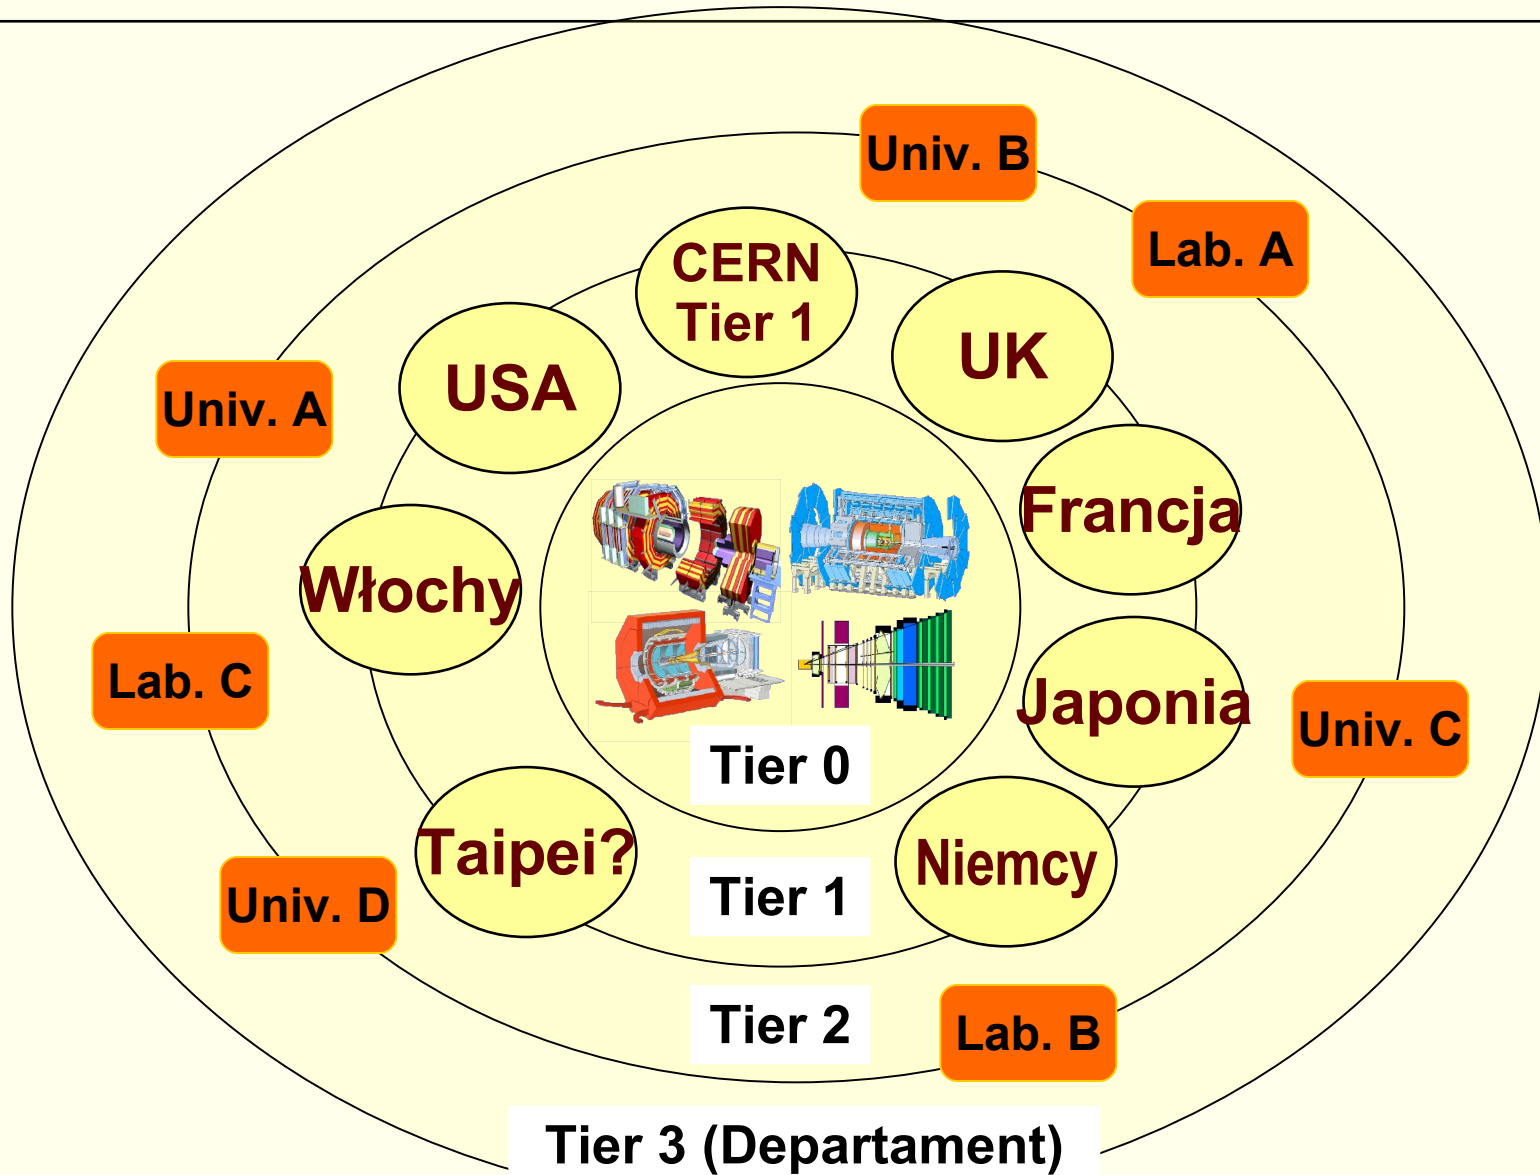 Univ. B
Lab. A
CERN
Tier 1
UK
USA
Univ. A
Francja
Włochy
Lab. C
Japonia
Univ. C
Tier 0
Taipei?
Niemcy
Tier 1
Univ. D
Tier 2
Lab. B
Tier 3 (Departament)